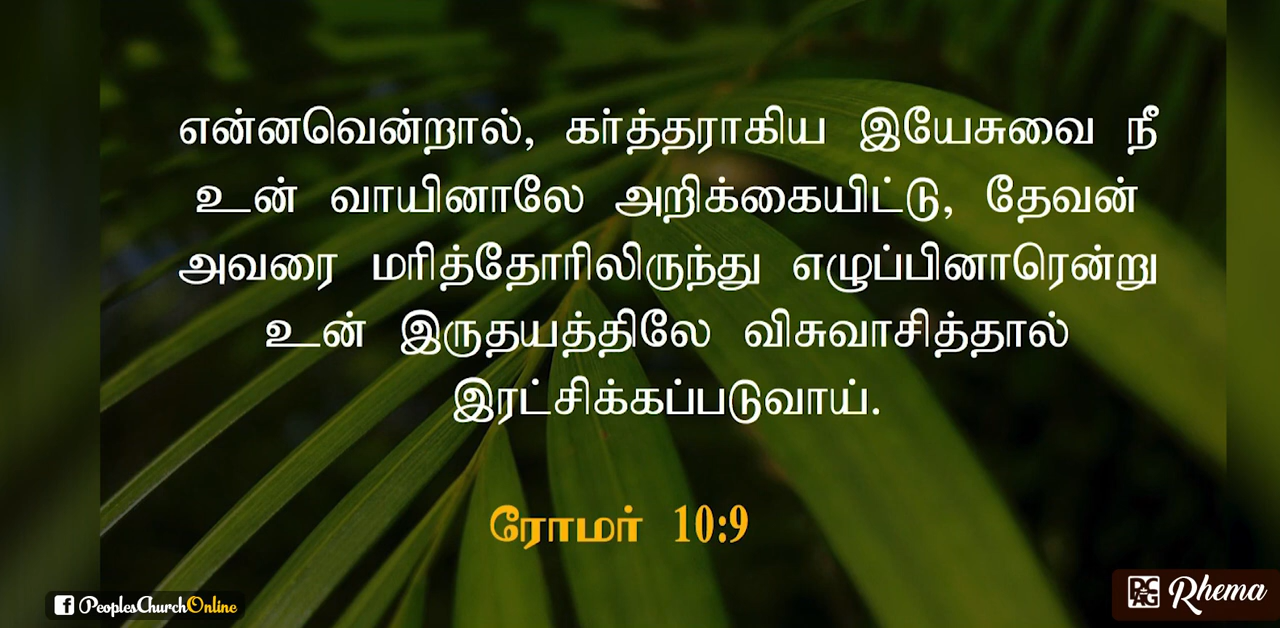 என்னவென்றால், கர்த்தராகிய இயேசுவை நீ
உன் வாயினாலே அறிக்கையிட்டு, தேவன்
அவரை மரித்தோரிலிருந்து எழுப்பினாரென்று
உன் இருதயத்திலே விசுவாசித்தால்
இரட்சிக்கப்படுவாய்.
ரோமர் 10:9
f PeoplesChurchOnline
PCAG Rhema